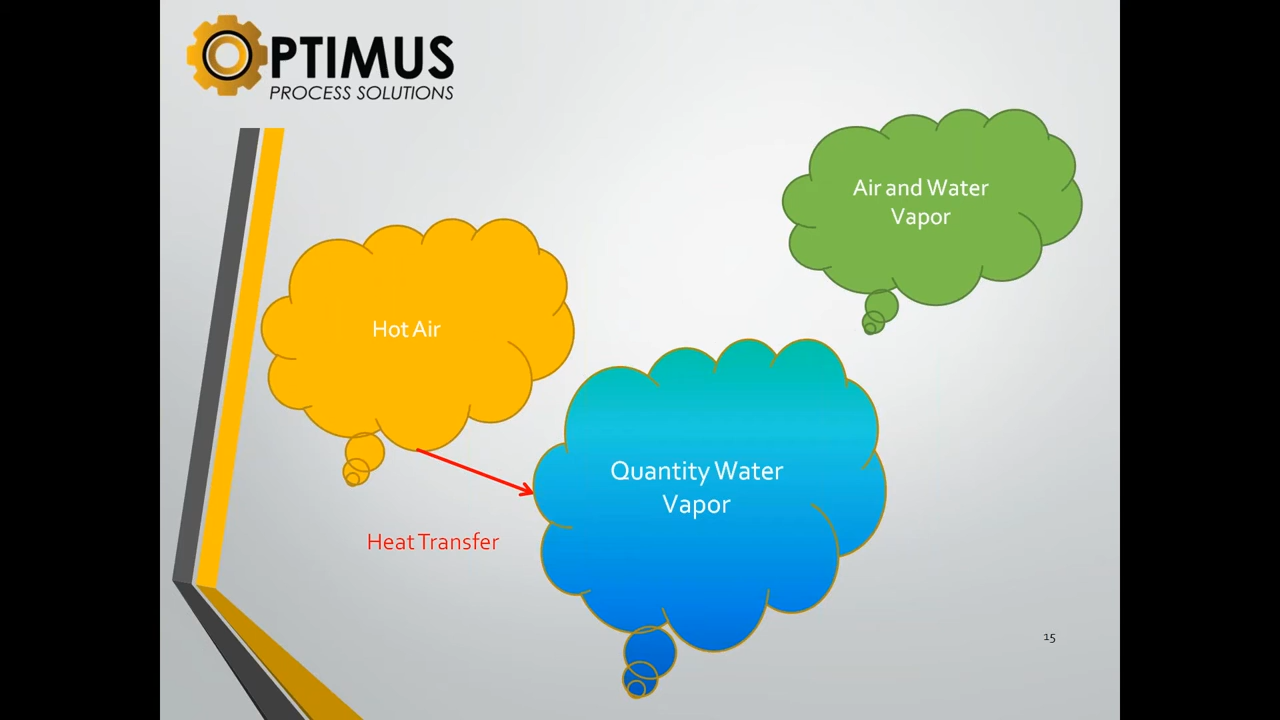 OPTIMUS
PROCESS SOLUTIONS
Air and Water
Vapor
Hot Air
Quantity Water
Vapor
Heat Transfer
15